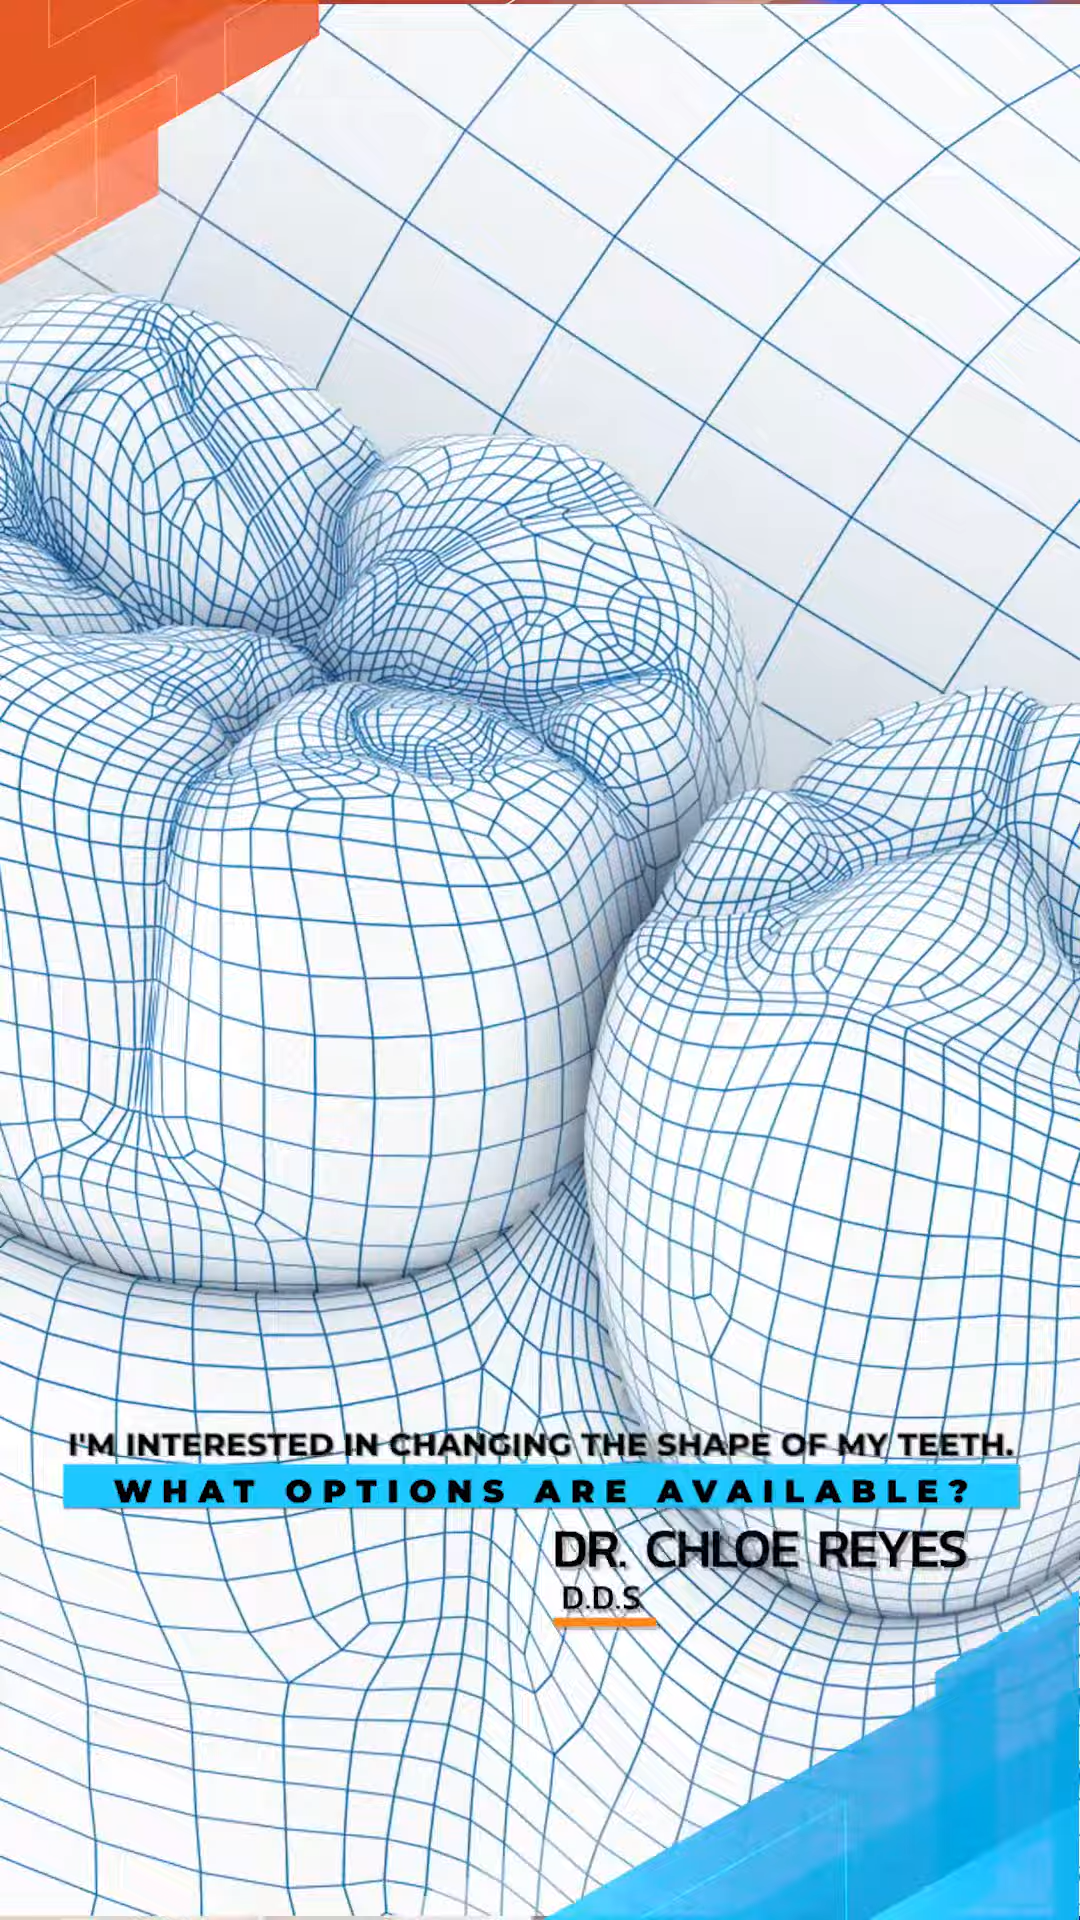 I'M INTERESTED IN CHANGING THE SHAPE OF MY TEETH.
WHAT OPTIONS ARE AVAILABLE?
DR. CHLOE REYES
D.D.S